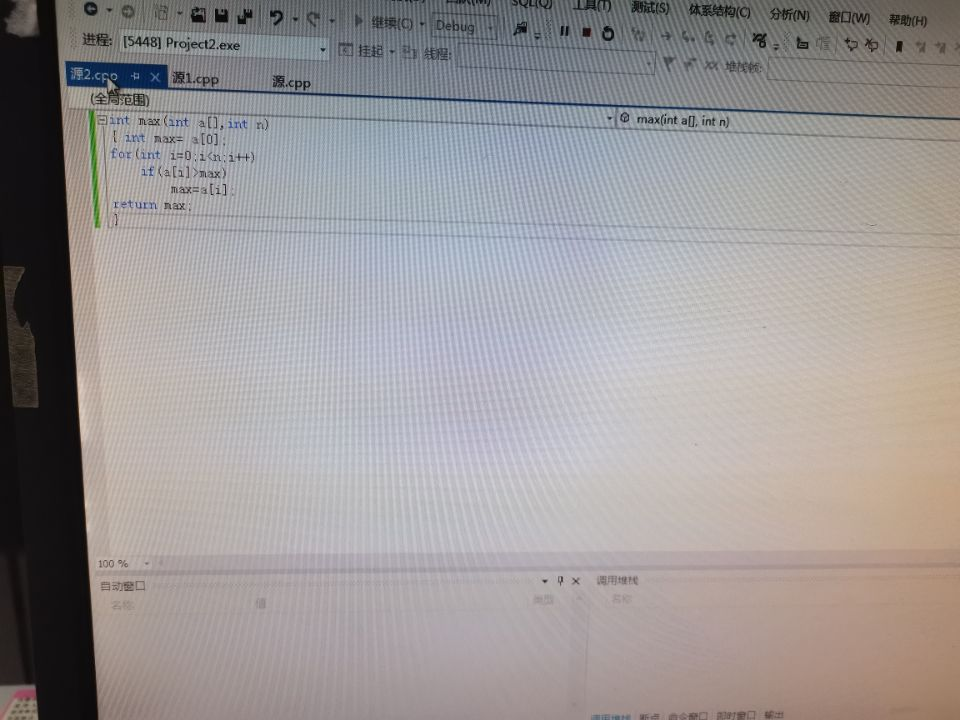 SQL(Q) 工具(T) 测试(S) 体系结构(C) 分析(N) 窗口(W) 帮助(H)
继续(C) Debug
进程: [5448] Project2.exe 挂起 线程: 堆栈帧:
源2.cpp 源1.cpp 源.cpp
(全局范围) max(int a[], int n)
int max(int a[],int n)
{ int max= a[0];
for(int i=0;i<n;i++)
if(a[i]>max)
max=a[i];
return max;
}
100 %
自动窗口 调用堆栈
名称 值 类型 名称
调用堆栈 断点 命令窗口 即时窗口 输出